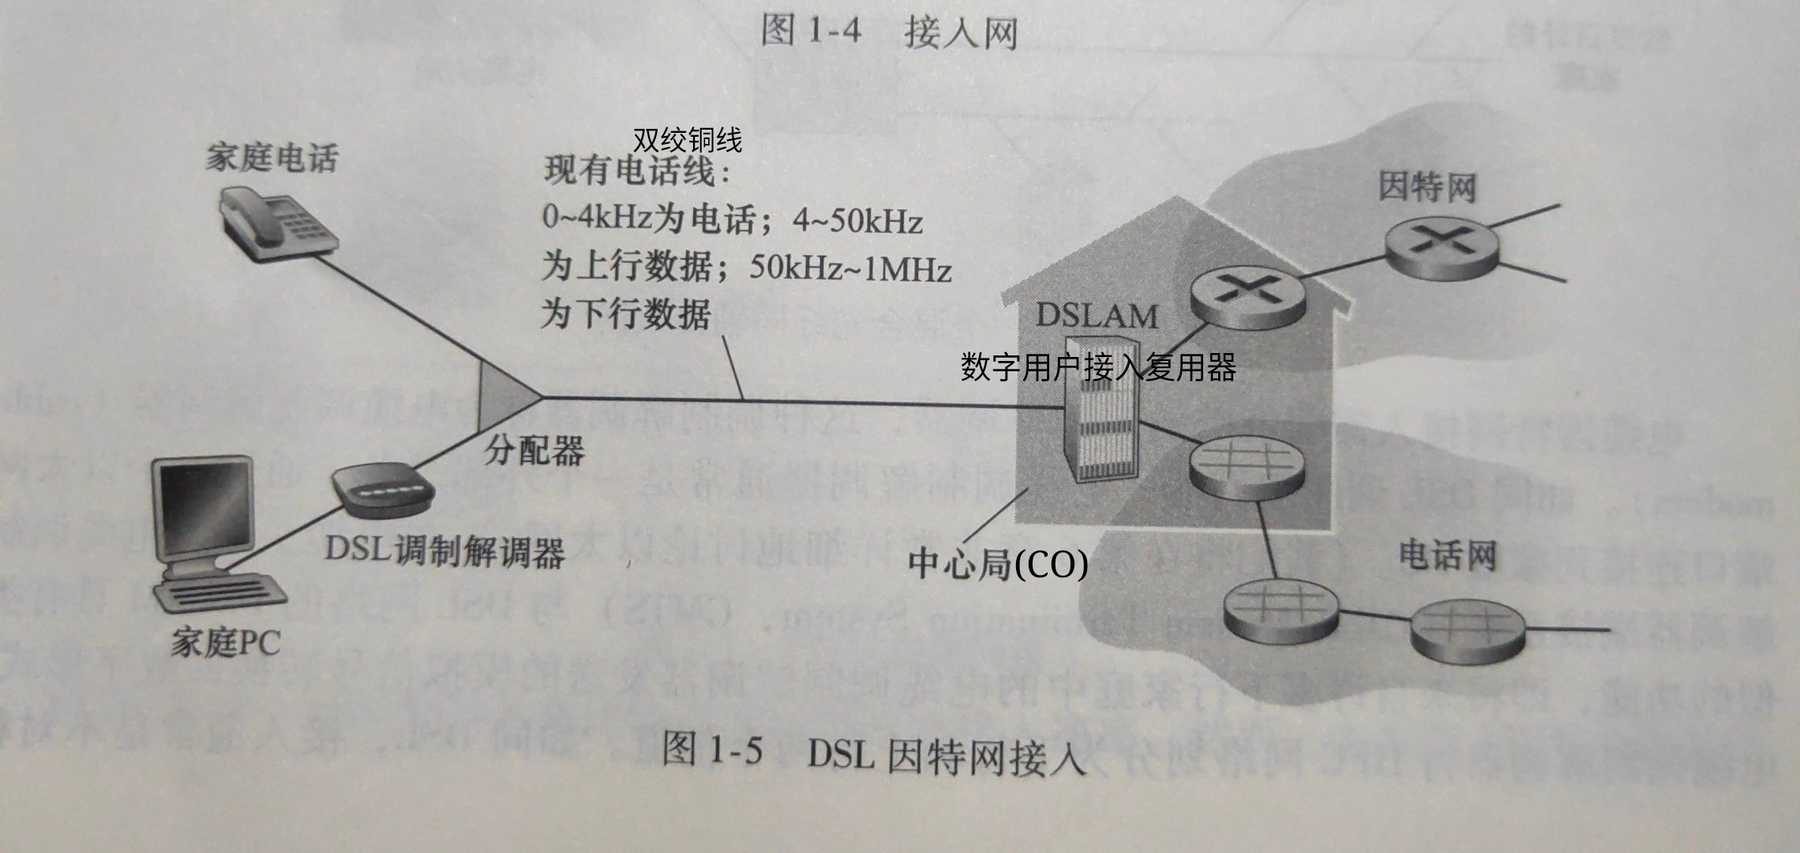 图 1-4 接入网
家庭电话
双绞铜线
现有电话线：
0~4kHz为电话；4~50kHz
为上行数据；50kHz~1MHz
为下行数据
因特网
DSLAM
数字用户接入复用器
分配器
DSL调制解调器
家庭PC
中心局(CO)
电话网
图 1-5 DSL 因特网接入